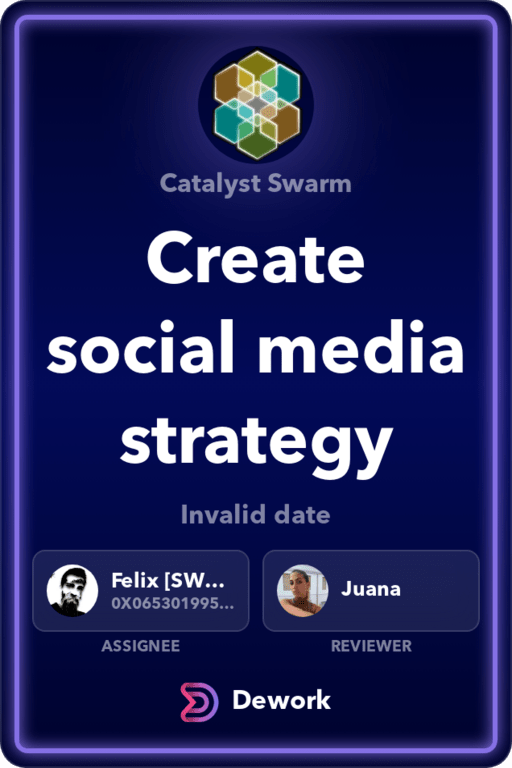 Catalyst Swarm
Create
social media
strategy
Invalid date
Felix [SW...
0X065301995...
Juana
ASSIGNEE
REVIEWER
Dework